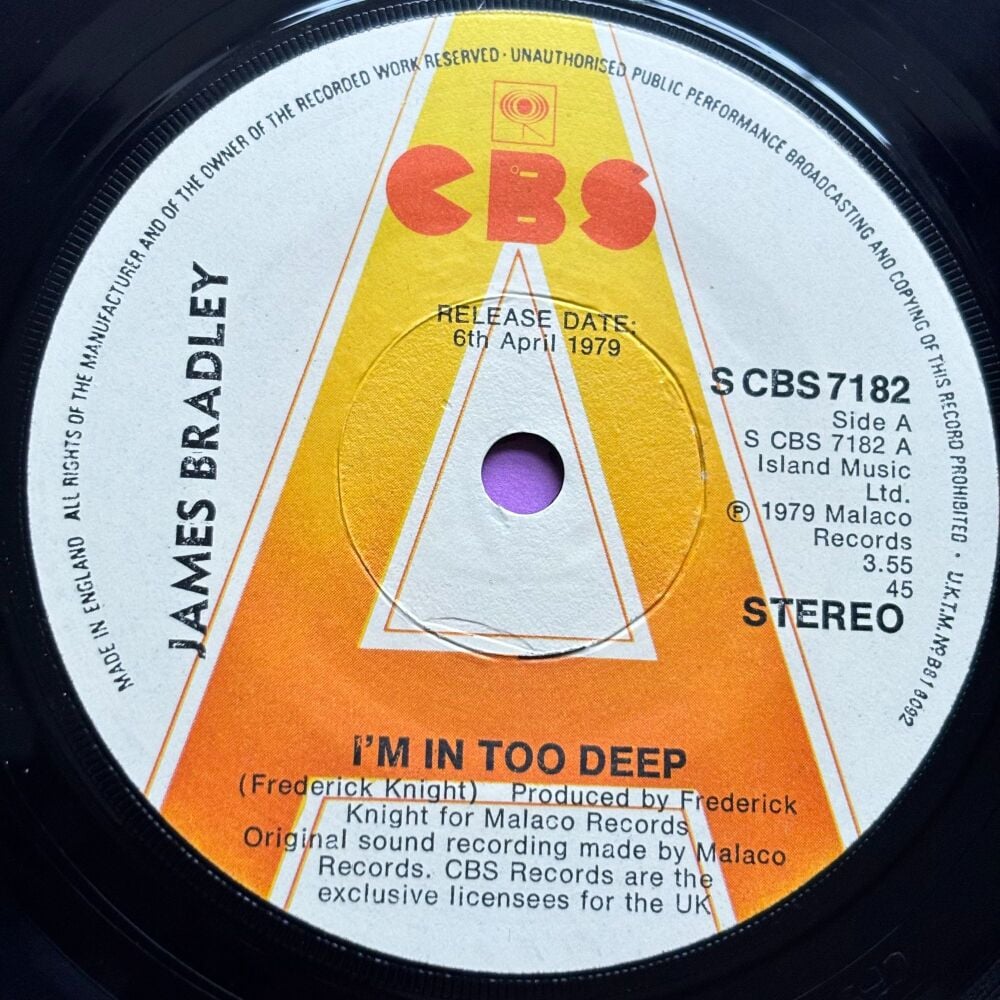 MADE IN ENGLAND ALL RIGHTS OF THE MANUFACTURER AND OF THE OWNER OF THE RECORDED WORK RESERVED · UNAUTHORISED PUBLIC PERFORMANCE BROADCASTING AND COPYING OF THIS RECORD PROHIBITED · U.K.T.M. Nº B818092
CBS
JAMES BRADLEY
RELEASE DATE:
6th April 1979
S CBS 7182
Side A
S CBS 7182 A
Island Music
Ltd.
℗ 1979 Malaco
Records
3.55
45
STEREO
I'M IN TOO DEEP
(Frederick Knight) Produced by Frederick
Knight for Malaco Records
Original sound recording made by Malaco
Records. CBS Records are the
exclusive licensees for the UK